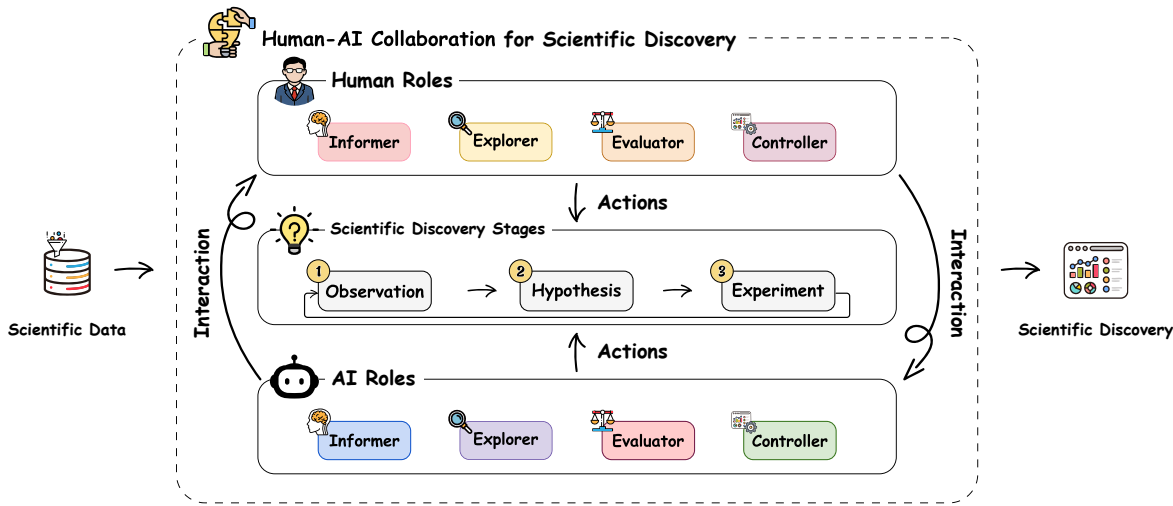 Human-AI Collaboration for Scientific Discovery
Human Roles
Informer
Explorer
Evaluator
Controller
Actions
Scientific Discovery Stages
1
Observation
2
Hypothesis
3
Experiment
Actions
AI Roles
Informer
Explorer
Evaluator
Controller
Interaction
Interaction
Scientific Data
Scientific Discovery